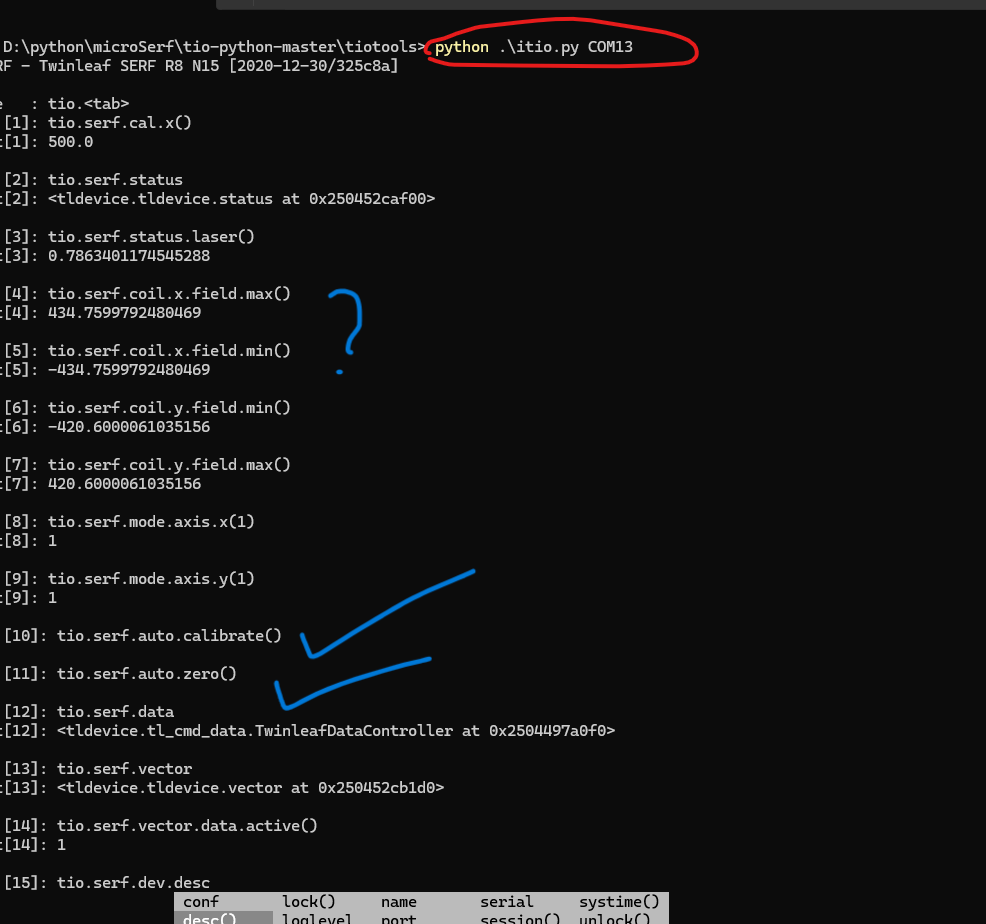 D:\python\microSerf\tio-python-master\tiotools> python .\itio.py COM13
RF - Twinleaf SERF R8 N15 [2020-12-30/325c8a]
e : tio.<tab>
[1]: tio.serf.cal.x()
t[1]: 500.0
[2]: tio.serf.status
t[2]: <tldevice.tldevice.status at 0x250452caf00>
[3]: tio.serf.status.laser()
t[3]: 0.7863401174545288
[4]: tio.serf.coil.x.field.max()
t[4]: 434.7599792480469
?
[5]: tio.serf.coil.x.field.min()
t[5]: -434.7599792480469
[6]: tio.serf.coil.y.field.min()
t[6]: -420.6000061035156
[7]: tio.serf.coil.y.field.max()
t[7]: 420.6000061035156
[8]: tio.serf.mode.axis.x(1)
t[8]: 1
[9]: tio.serf.mode.axis.y(1)
t[9]: 1
[10]: tio.serf.auto.calibrate()
[11]: tio.serf.auto.zero()
[12]: tio.serf.data
t[12]: <tldevice.tl_cmd_data.TwinleafDataController at 0x2504497a0f0>
[13]: tio.serf.vector
t[13]: <tldevice.tldevice.vector at 0x250452cb1d0>
[14]: tio.serf.vector.data.active()
t[14]: 1
[15]: tio.serf.dev.desc
conf lock() name serial systime()
desc() loglevel port session() unlock()